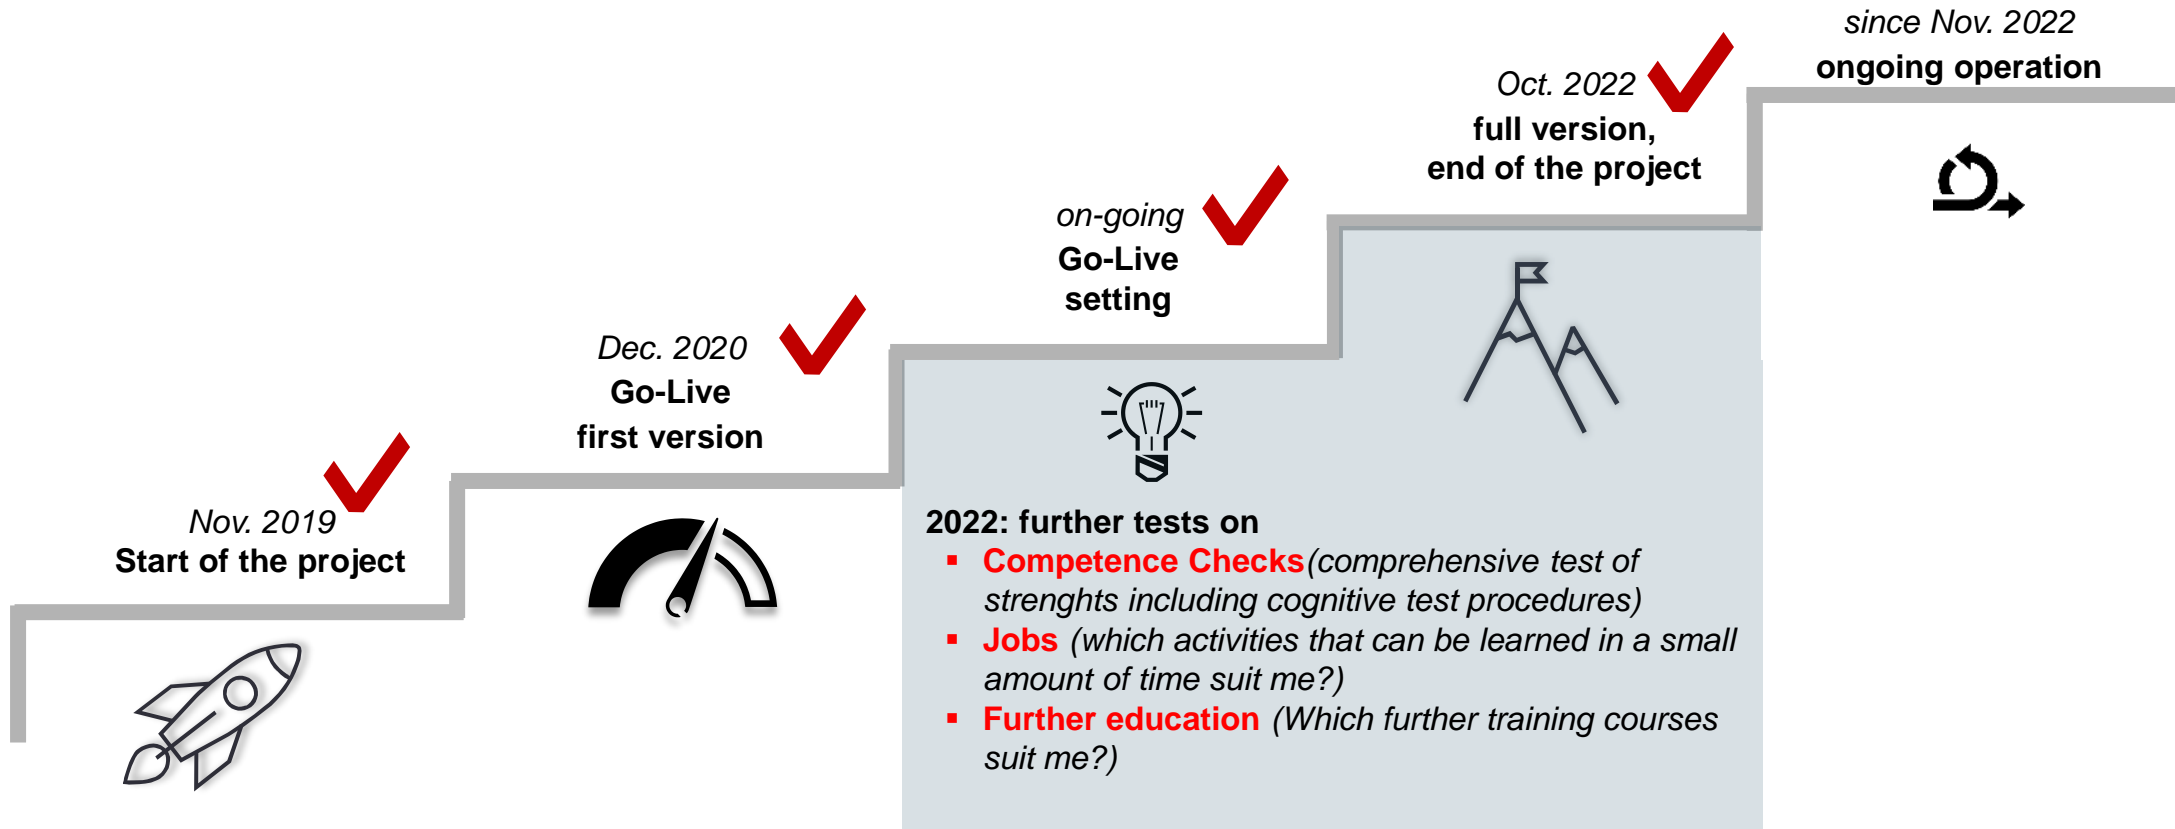 Nov. 2019
Start of the project
Dec. 2020
Go-Live
first version
on-going
Go-Live
setting
Oct. 2022
full version,
end of the project
since Nov. 2022
ongoing operation
2022: further tests on
▪ Competence Checks(comprehensive test of
strenghts including cognitive test procedures)
▪ Jobs (which activities that can be learned in a small
amount of time suit me?)
▪ Further education (Which further training courses
suit me?)